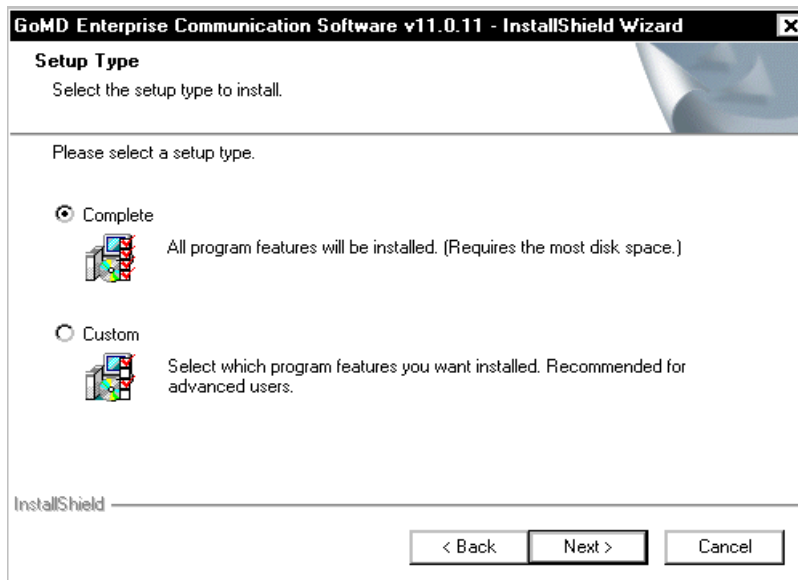 GoMD Enterprise Communication Software v11.0.11 - InstallShield Wizard
Setup Type
Select the setup type to install.
Please select a setup type.
Complete
All program features will be installed. (Requires the most disk space.)
Custom
Select which program features you want installed. Recommended for
advanced users.
InstallShield
< Back
Next >
Cancel